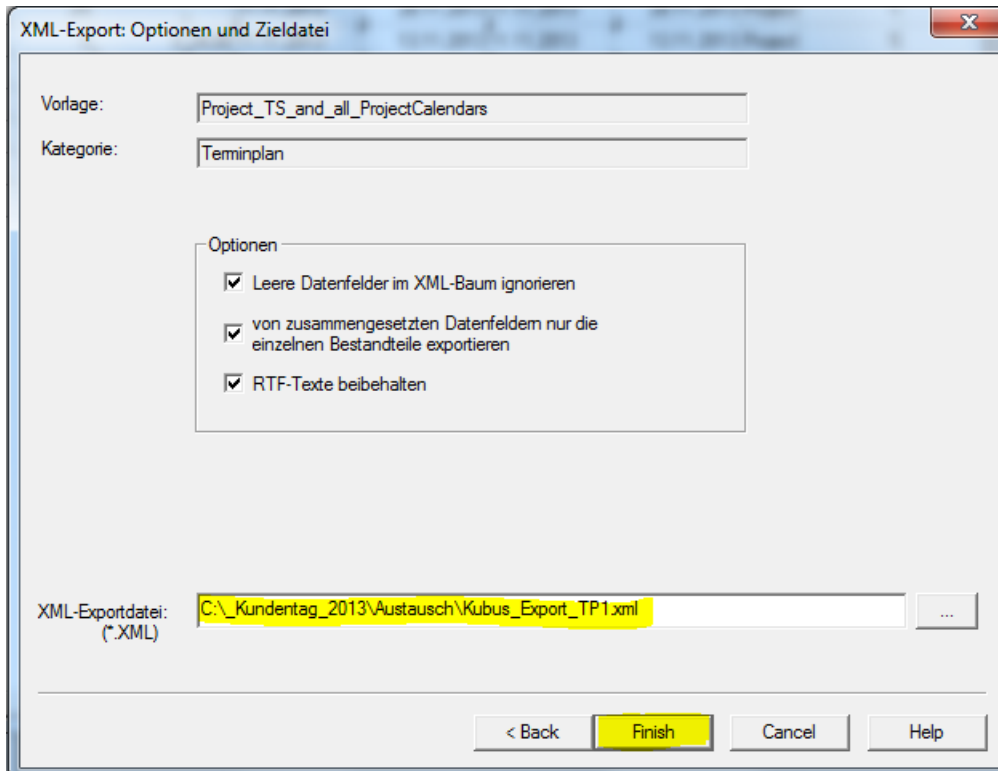 XML-Export: Optionen und Zieldatei
Vorlage:
Project_TS_and_all_ProjectCalendars
Kategorie:
Terminplan
Optionen
Leere Datenfelder im XML-Baum ignorieren
von zusammengesetzten Datenfeldern nur die
einzelnen Bestandteile exportieren
RTF-Texte beibehalten
XML-Exportdatei:
(*.XML)
C:\_Kundentag_2013\Austausch\Kubus_Export_TP1.xml
...
< Back
Finish
Cancel
Help